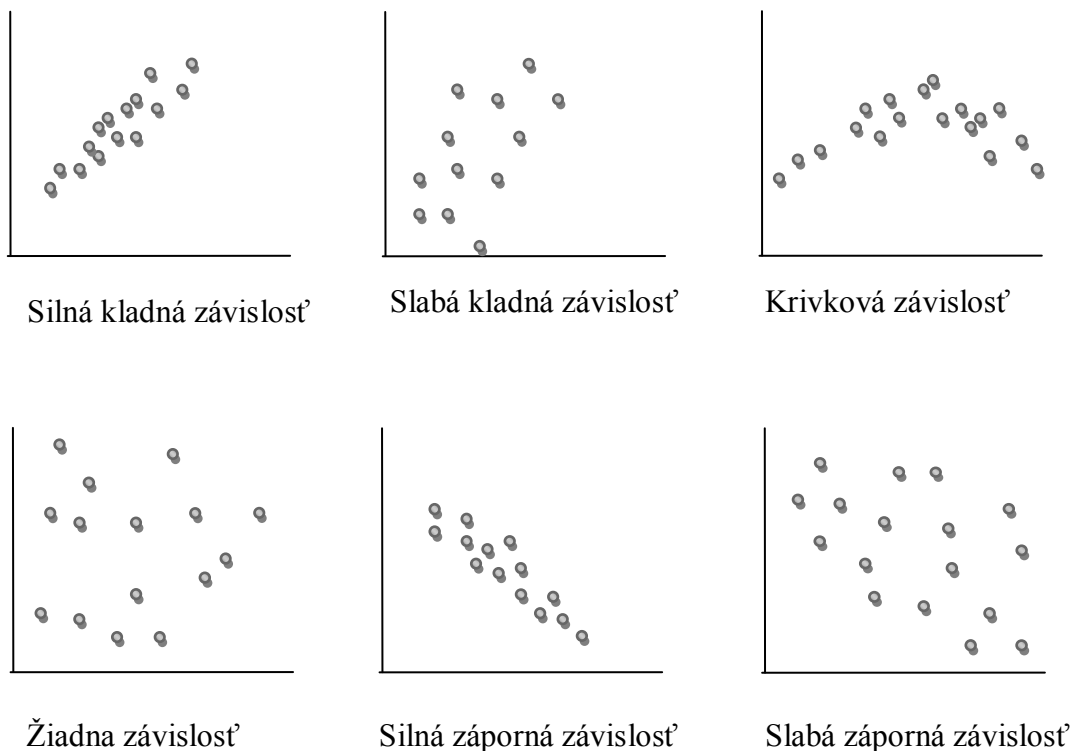 Silná kladná závislosť
Slabá kladná závislosť
Krivková závislosť
Žiadna závislosť
Silná záporná závislosť
Slabá záporná závislosť